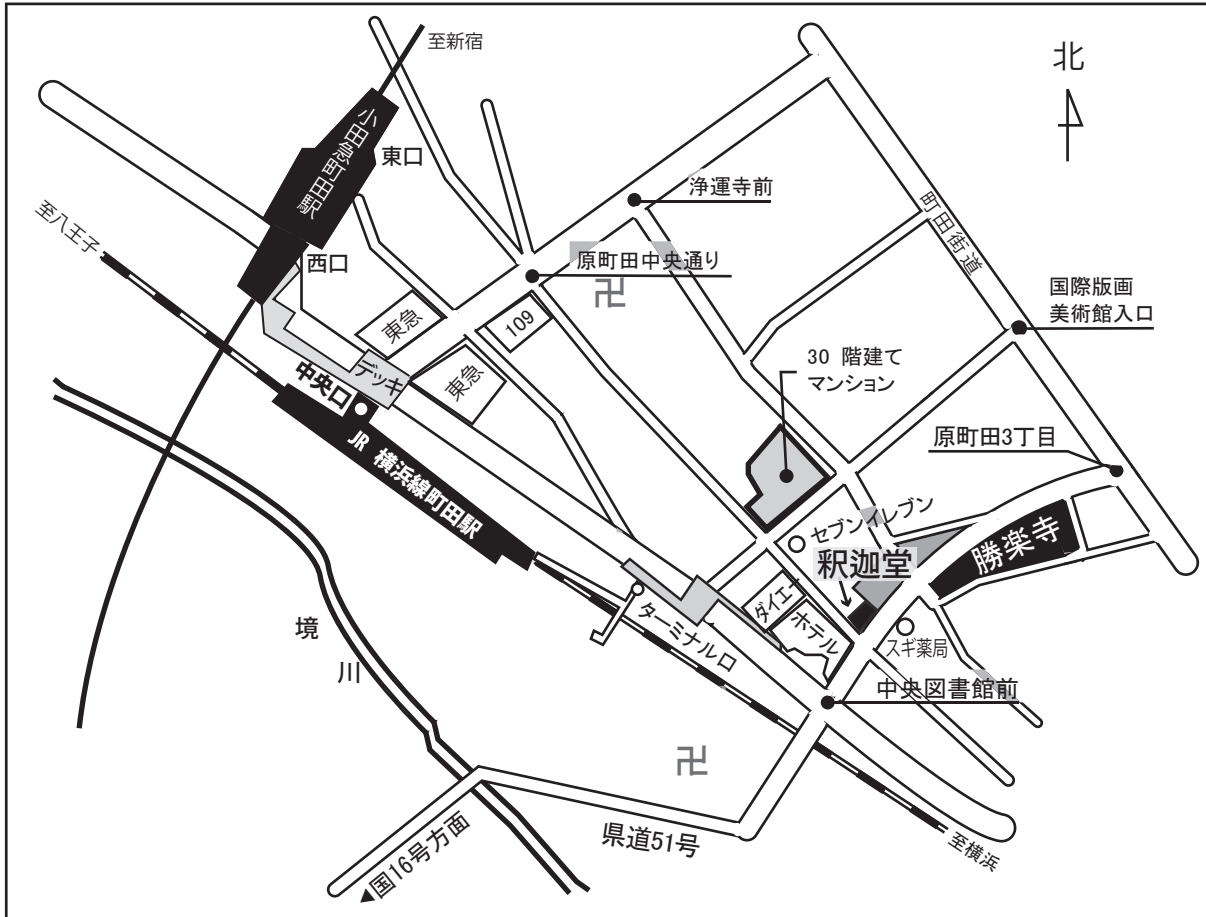 至新宿
北
小田急町田駅
東口
浄運寺前
町田街道
至八王子
西口
原町田中央通り
卍
国際版画
美術館入口
東急
109
30 階建て
マンション
デッキ
東急
中央口
原町田3丁目
JR 横浜線町田駅
セブンイレブン
釈迦堂
勝楽寺
ダイエー
ホテル
スギ薬局
ターミナル口
境川
中央図書館前
卍
県道51号
至横浜
◀国16号方面